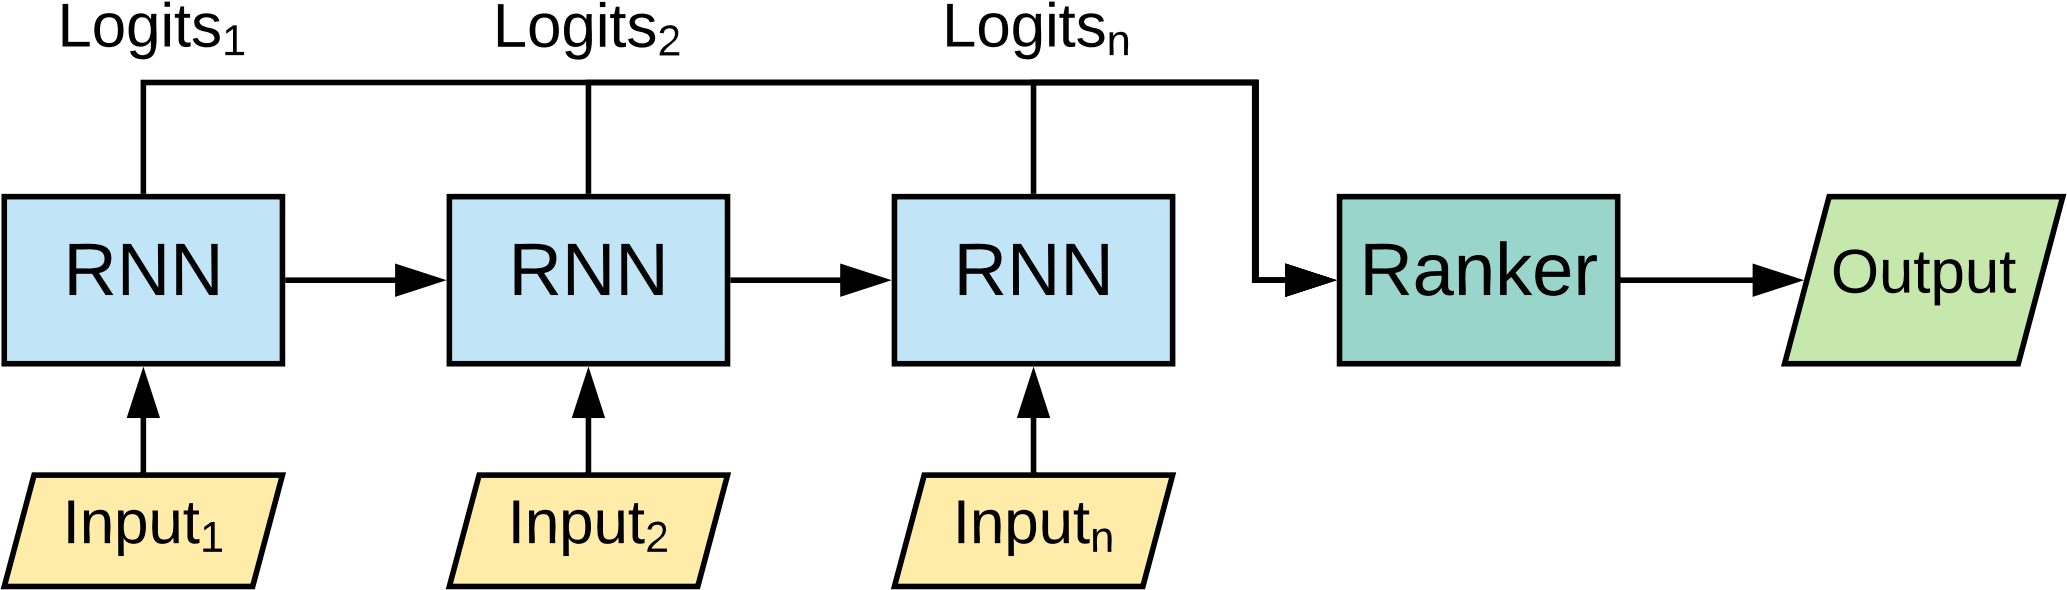 Logits₁ Logits₂ Logitsₙ
RNN RNN RNN Ranker Output
Input₁ Input₂ Inputₙ